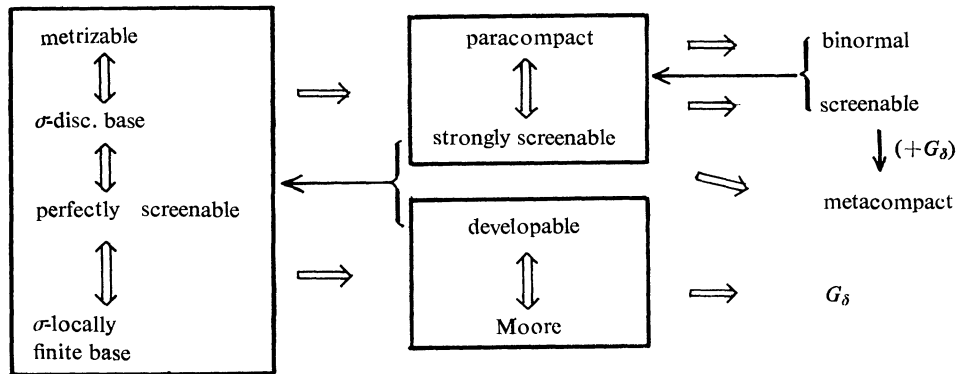 metrizable
σ-disc. base
perfectly screenable
σ-locally
finite base
paracompact
strongly screenable
developable
Moore
binormal
screenable
(+G_δ)
metacompact
G_δ